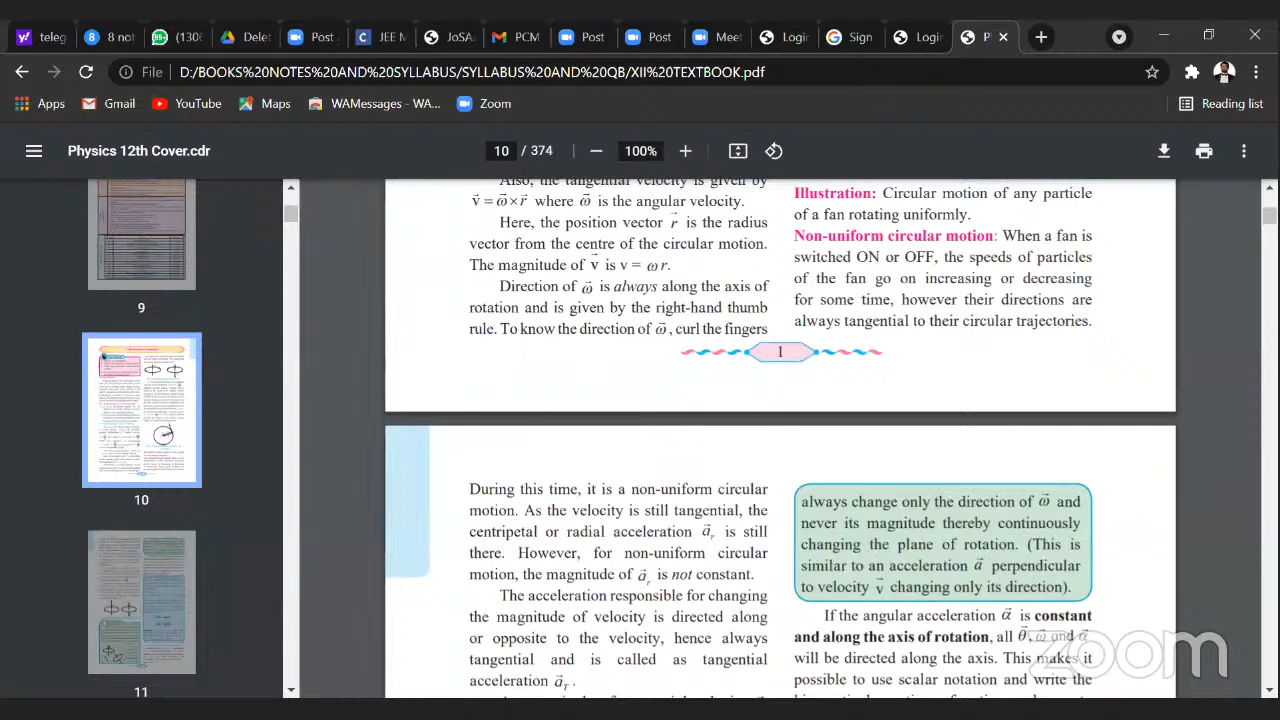 teleg
8 not
(130
Delet
Post
JEE M
JoSA
PCM
Post
Post
Meet
Login
Sign
Login
File
D:/BOOKS%20NOTES%20AND%20SYLLABUS/SYLLABUS%20AND%20QB/XII%20TEXTBOOK.pdf
Apps
Gmail
YouTube
Maps
WAMessages - WA...
Zoom
Reading list
Physics 12th Cover.cdr
10 / 374
100%
9
10
11
Also, the tangential velocity is given by
v⃗ = ω⃗ × r⃗ where ω⃗ is the angular velocity.
Here, the position vector r⃗ is the radius
vector from the centre of the circular motion.
The magnitude of v⃗ is v = ω r.
Direction of ω⃗ is always along the axis of
rotation and is given by the right-hand thumb
rule. To know the direction of ω⃗, curl the fingers
Illustration: Circular motion of any particle
of a fan rotating uniformly.
Non-uniform circular motion: When a fan is
switched ON or OFF, the speeds of particles
of the fan go on increasing or decreasing
for some time, however their directions are
always tangential to their circular trajectories.
1
During this time, it is a non-uniform circular
motion. As the velocity is still tangential, the
centripetal or radial acceleration a⃗r is still
there. However, for non-uniform circular
motion, the magnitude of a⃗r is not constant.
The acceleration responsible for changing
the magnitude of velocity is directed along
or opposite to the velocity, hence always
tangential and is called as tangential
acceleration a⃗T.
always change only the direction of ω⃗ and
never its magnitude thereby continuously
changing the plane of rotation. (This is
similar to an acceleration a⃗ perpendicular
to velocity v⃗ changing only its direction).
If the angular acceleration α⃗ is constant
and along the axis of rotation, all θ⃗, ω⃗ and α⃗
will be directed along the axis. This makes it
possible to use scalar notation and write the
zoom